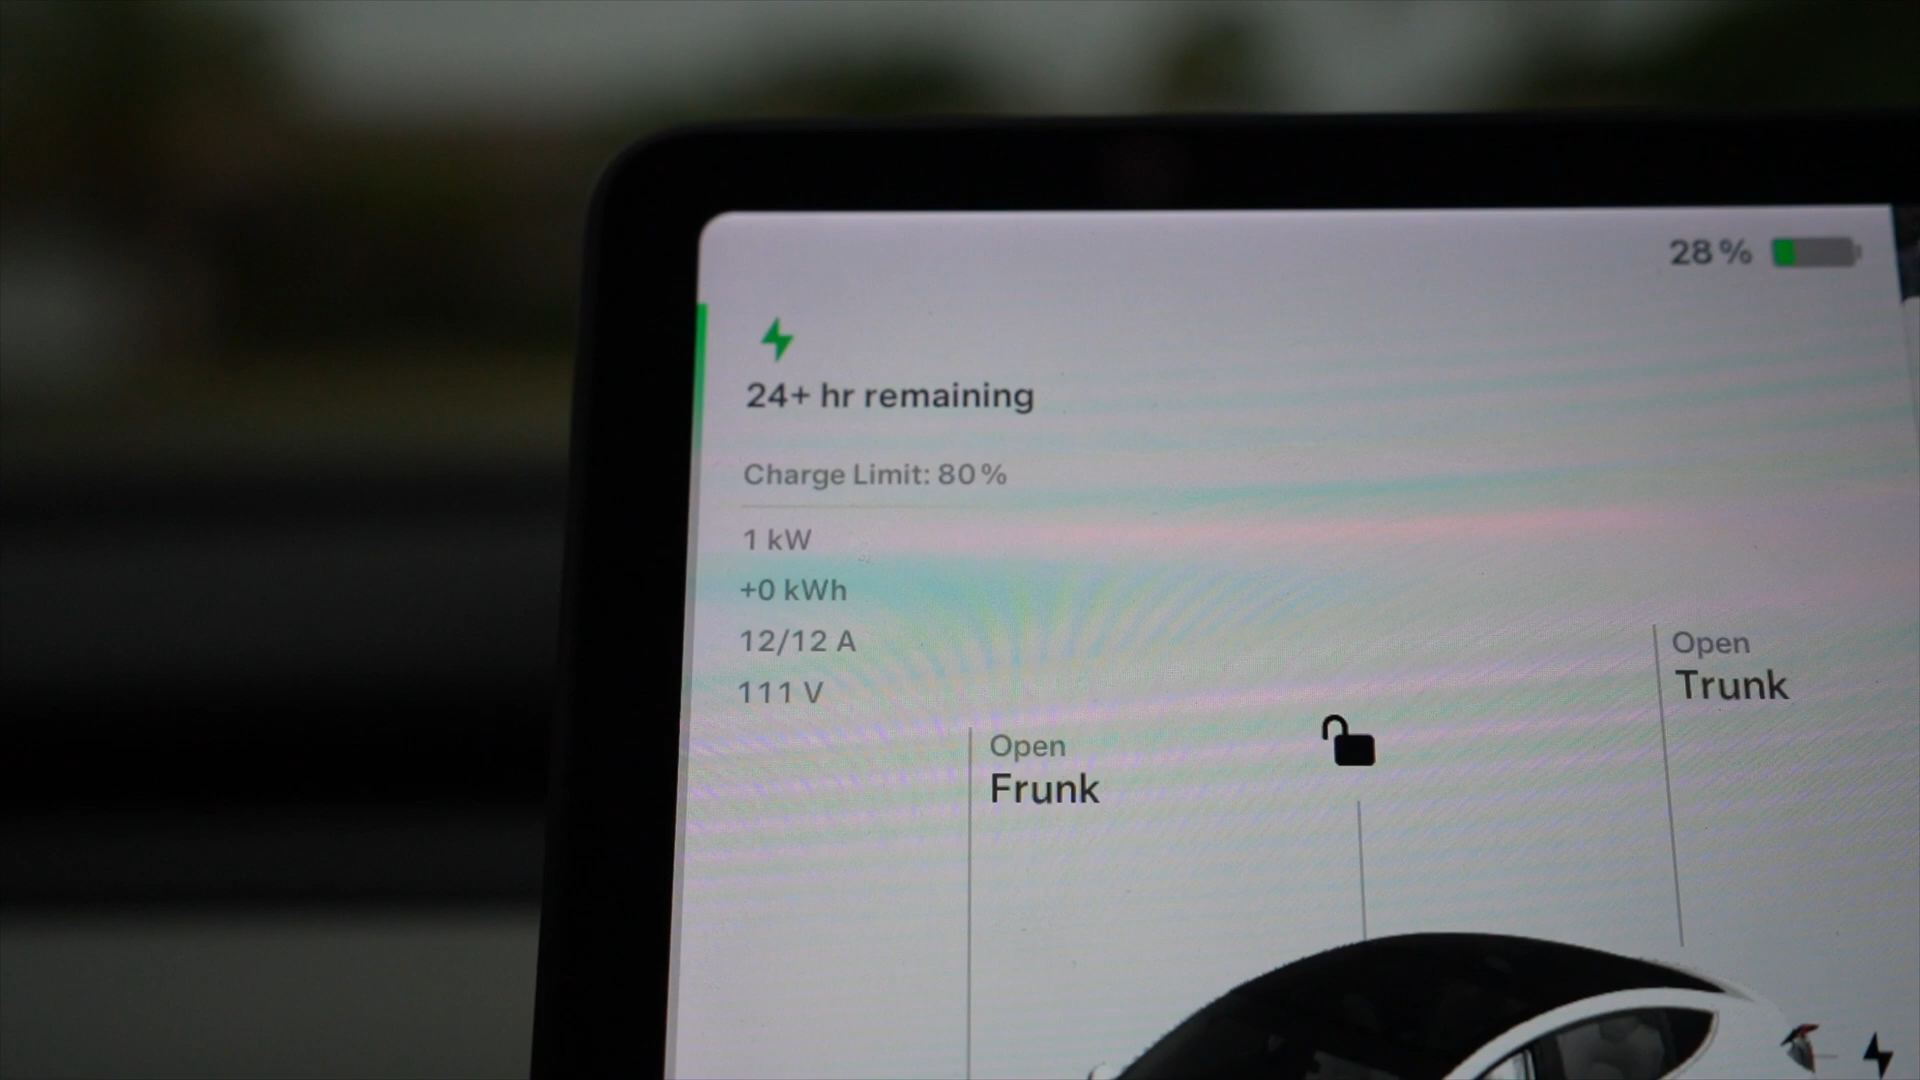 28%
24+ hr remaining
Charge Limit: 80%
1 kW
+0 kWh
12/12 A
111 V
Open
Trunk
Open
Frunk